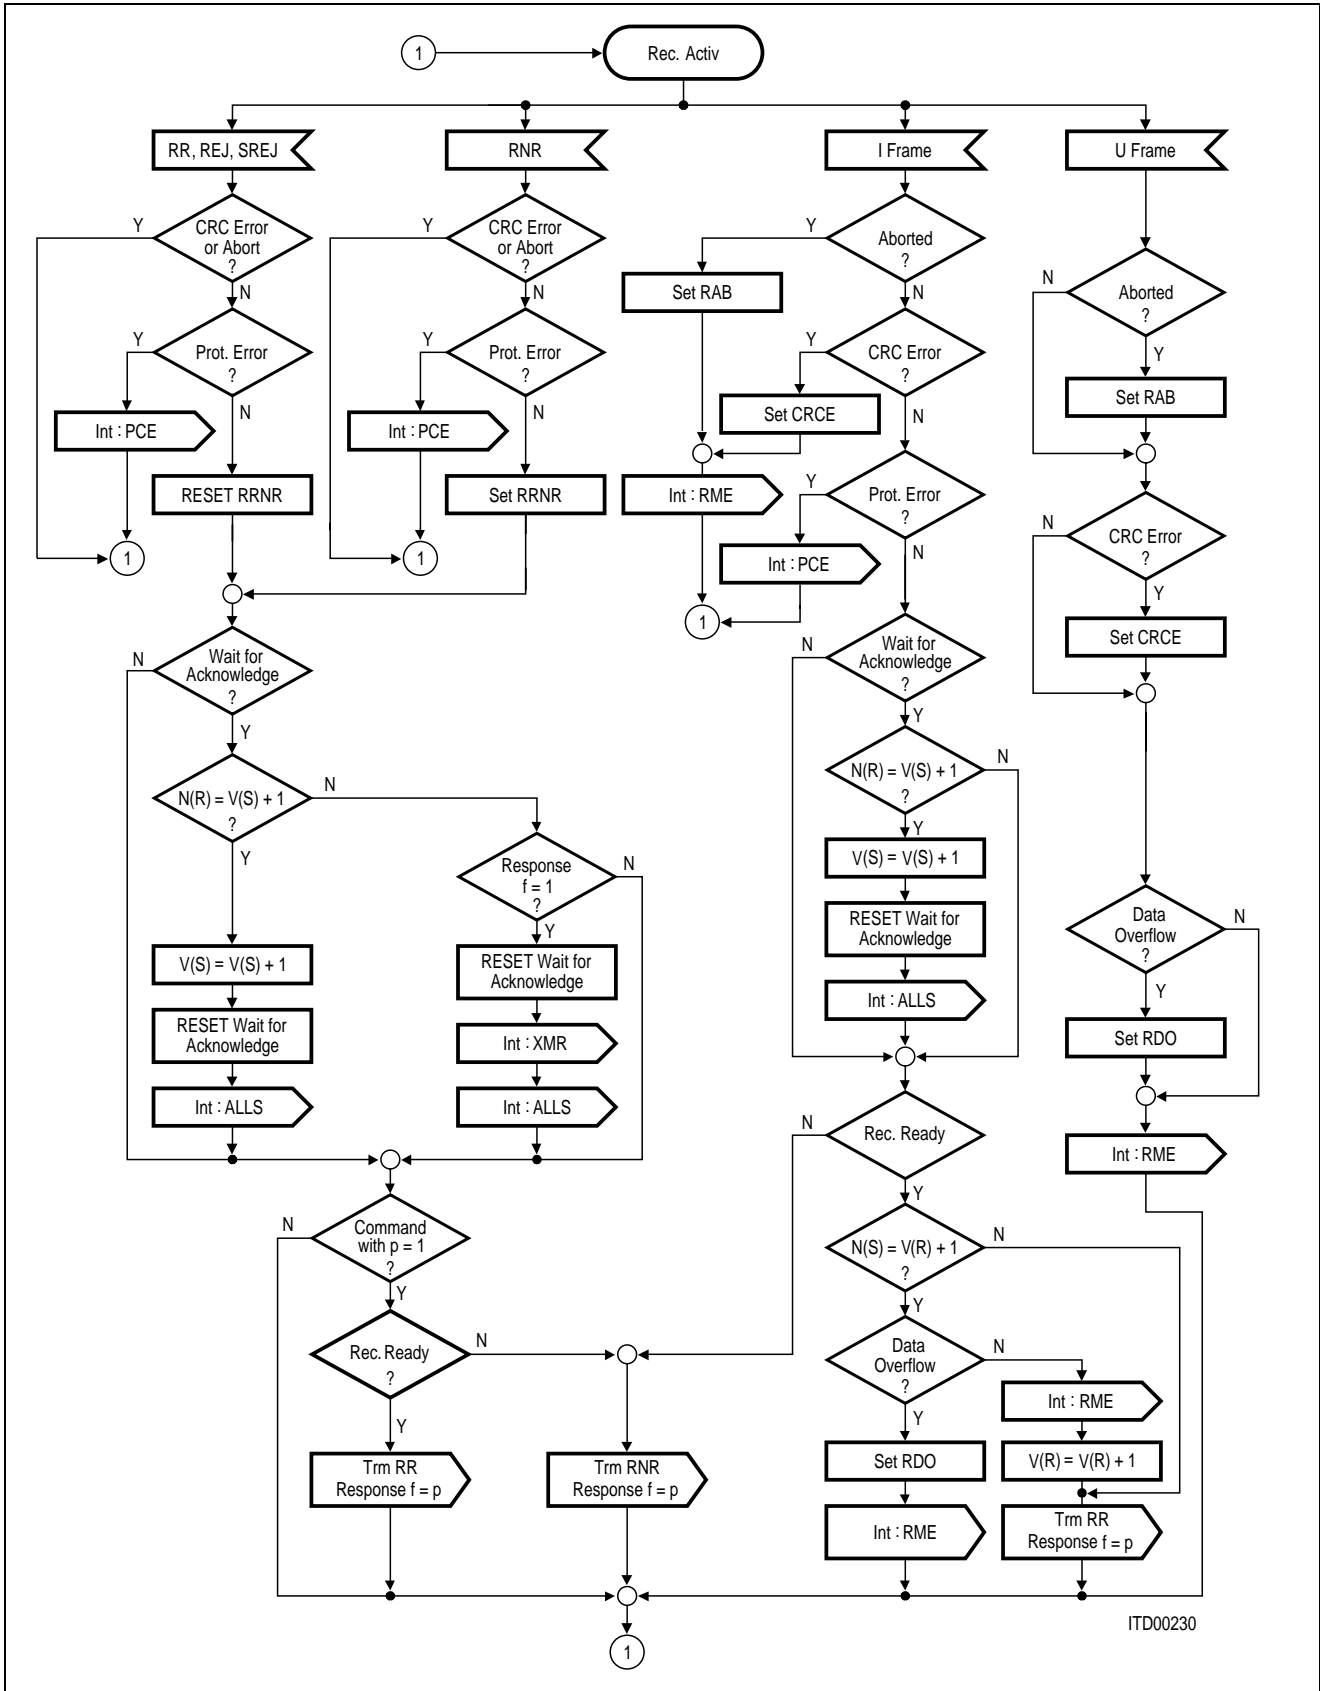 1
Rec. Activ
RR, REJ, SREJ
RNR
I Frame
U Frame
Y
CRC Error
or Abort
?
N
Y
CRC Error
or Abort
?
N
Y
Aborted
?
N
Set RAB
N
Aborted
?
Y
Set RAB
Y
Prot. Error
?
N
Int : PCE
RESET RRNR
1
Y
Prot. Error
?
N
Int : PCE
Set RRNR
1
Y
CRC Error
?
N
Set CRCE
Int : RME
Y
Prot. Error
?
N
Int : PCE
1
N
CRC Error
?
Y
Set CRCE
N
Wait for
Acknowledge
?
Y
N(R) = V(S) + 1
?
N
Y
Response
f = 1
?
N
Y
V(S) = V(S) + 1
RESET Wait for
Acknowledge
Int : ALLS
RESET Wait for
Acknowledge
Int : XMR
Int : ALLS
N
Wait for
Acknowledge
?
Y
N(R) = V(S) + 1
?
N
Y
V(S) = V(S) + 1
RESET Wait for
Acknowledge
Int : ALLS
Data
Overflow
?
N
Y
Set RDO
Int : RME
N
Rec. Ready
Y
N
Command
with p = 1
?
Y
Rec. Ready
?
N
Y
Trm RR
Response f = p
Trm RNR
Response f = p
N(S) = V(R) + 1
?
N
Y
Data
Overflow
?
N
Y
Int : RME
Set RDO
V(R) = V(R) + 1
Int : RME
Trm RR
Response f = p
1
ITD00230